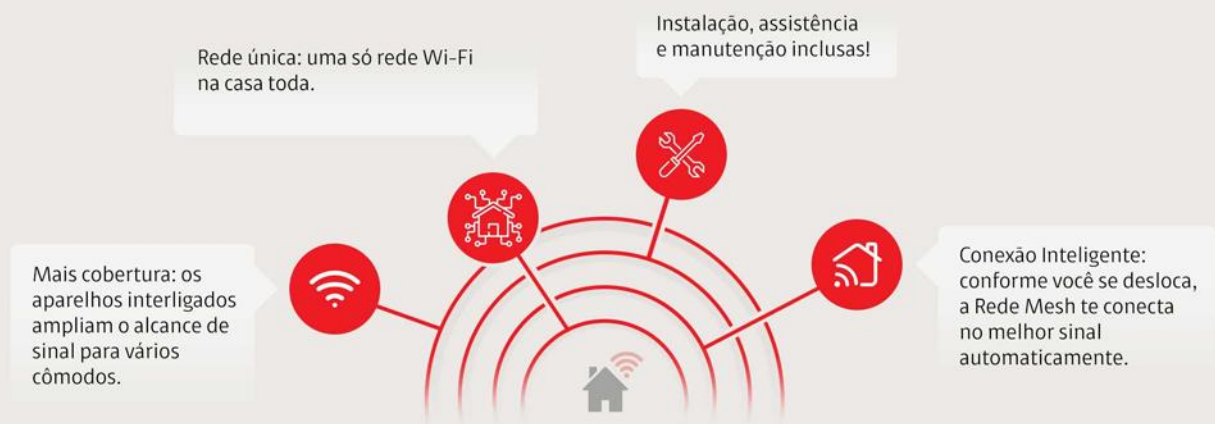 Instalação, assistência
e manutenção inclusas!
Rede única: uma só rede Wi-Fi
na casa toda.
Mais cobertura: os
aparelhos interligados
ampliam o alcance de
sinal para vários
cômodos.
Conexão Inteligente:
conforme você se desloca,
a Rede Mesh te conecta
no melhor sinal
automaticamente.